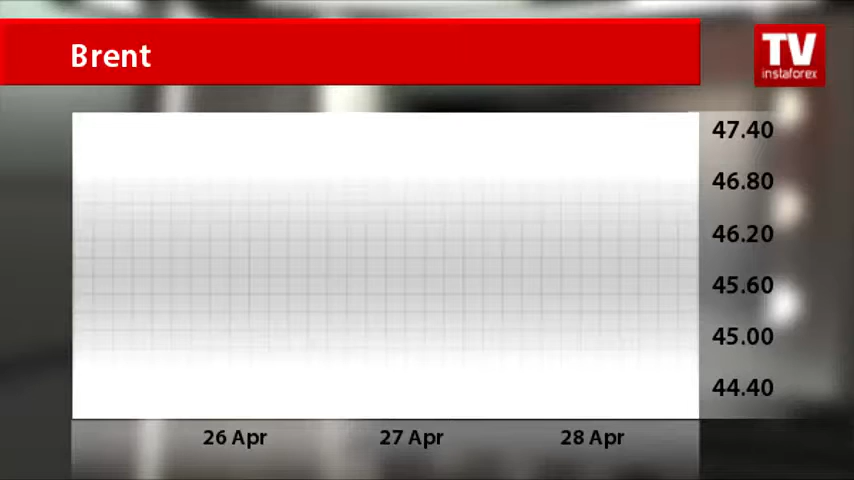 Brent
TV
instaforex
47.40
46.80
46.20
45.60
45.00
44.40
26 Apr
27 Apr
28 Apr